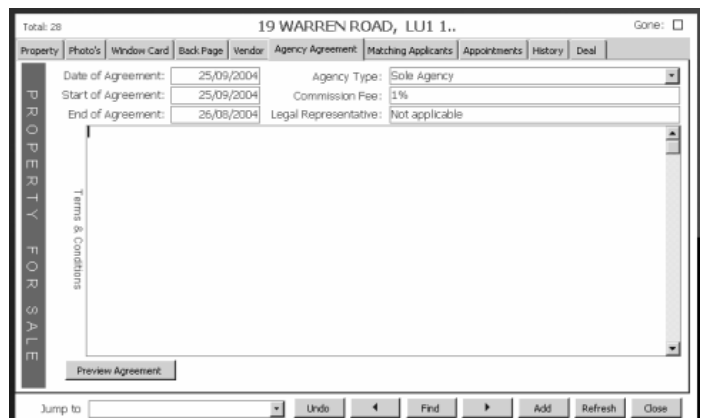 Total: 28 19 WARREN ROAD, LU1 1.. Gone:
Property Photo's Window Card Back Page Vendor Agency Agreement Matching Applicants Appointments History Deal
Date of Agreement: 25/09/2004 Agency Type: Sole Agency
Start of Agreement: 25/09/2004 Commission Fee: 1%
End of Agreement: 26/08/2004 Legal Representative: Not applicable
PROPERTY FOR SALE
Terms & Conditions
Preview Agreement
Jump to Undo Find Add Refresh Close